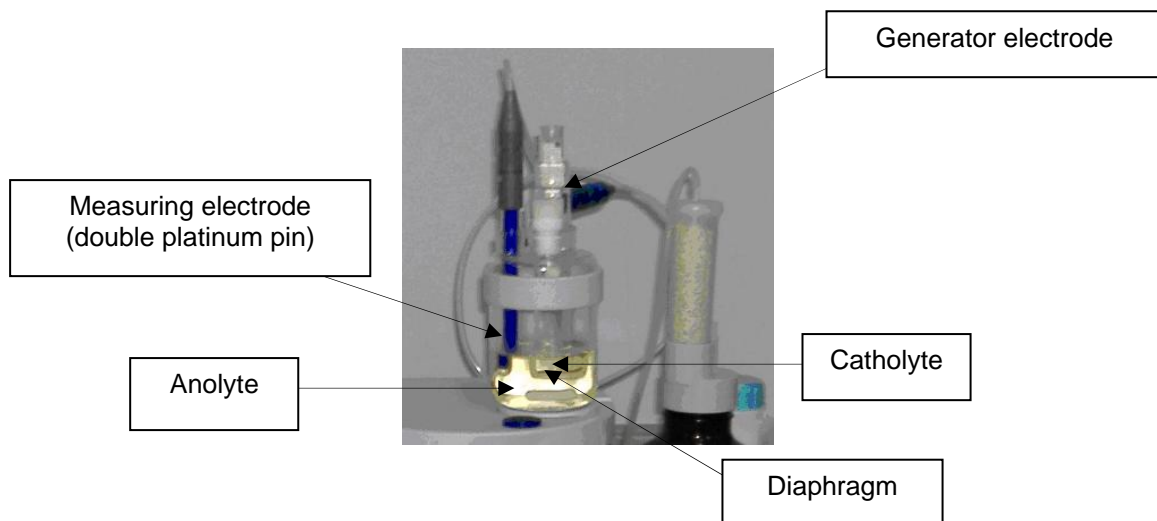 Generator electrode
Measuring electrode
(double platinum pin)
Catholyte
Anolyte
Diaphragm